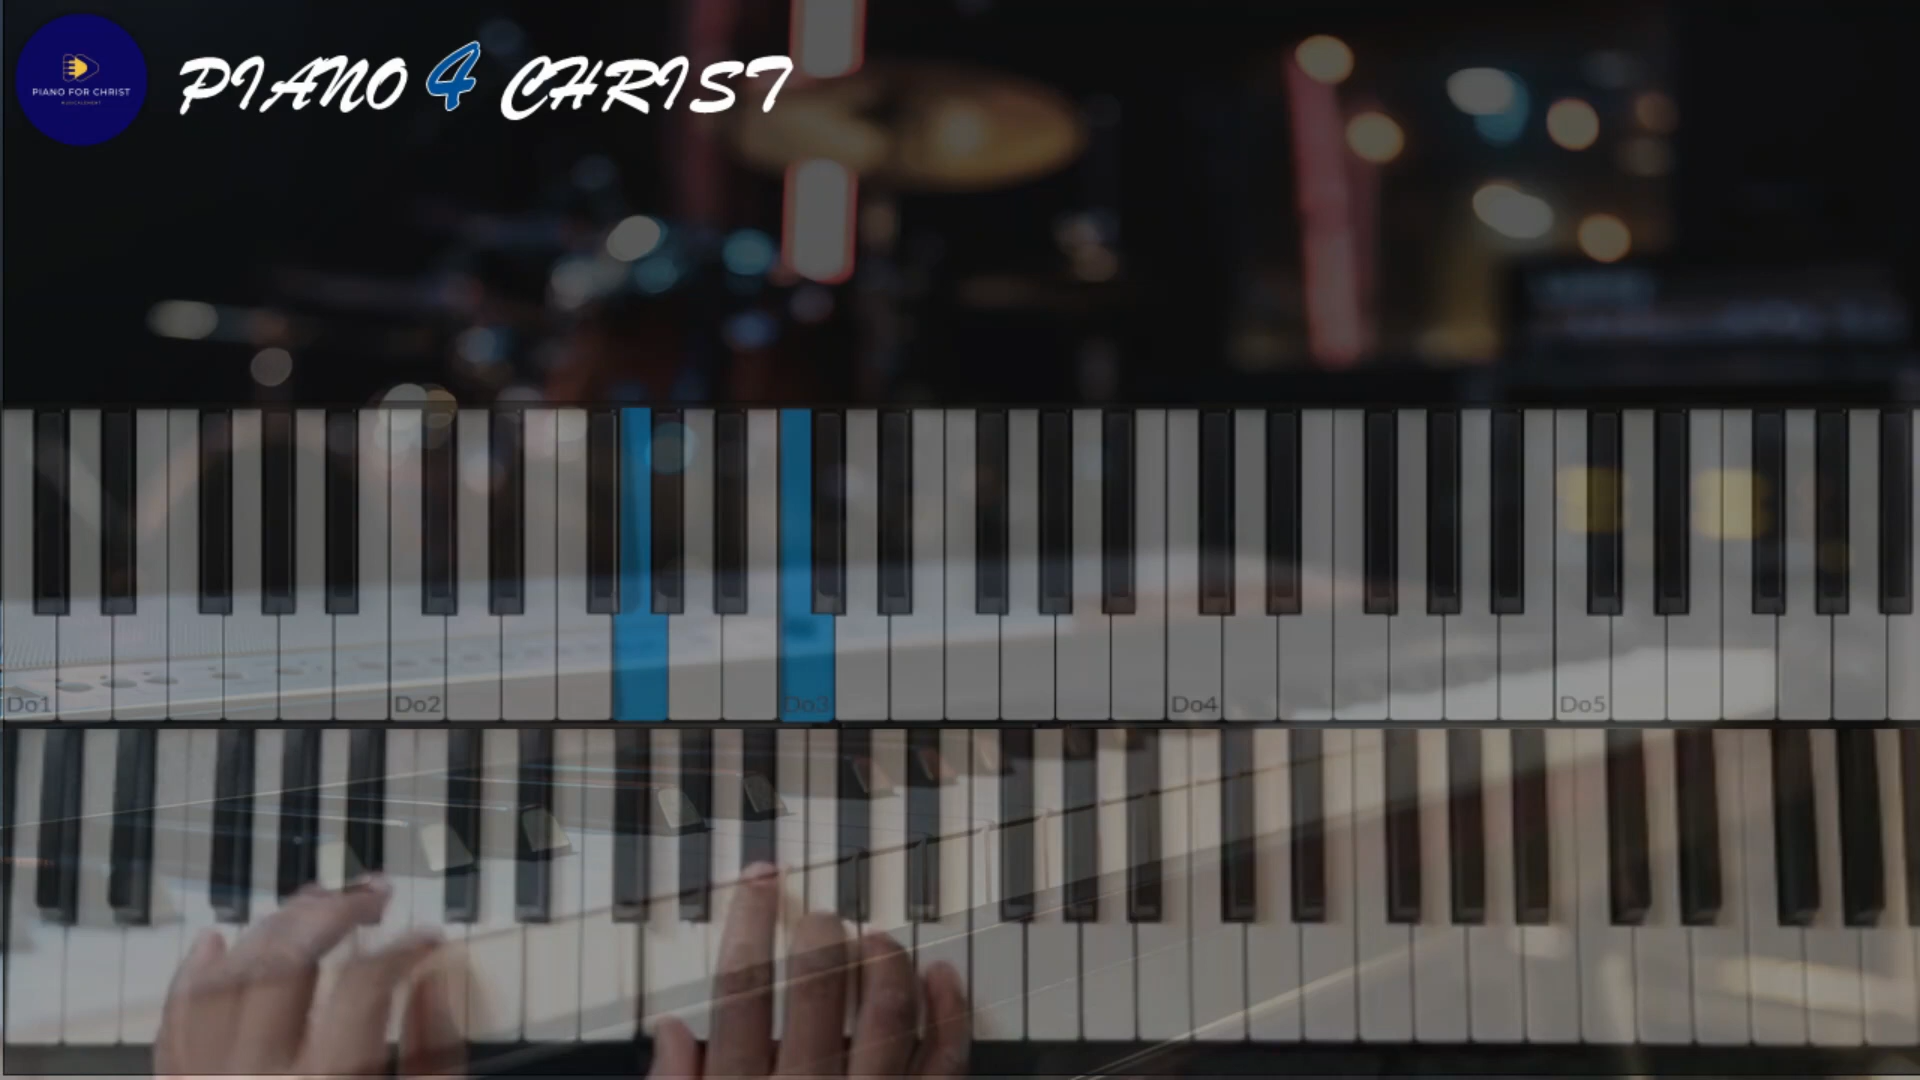 PIANO 4 CHRIST
PIANO FOR CHRIST
Do1
Do2
Do3
Do4
Do5